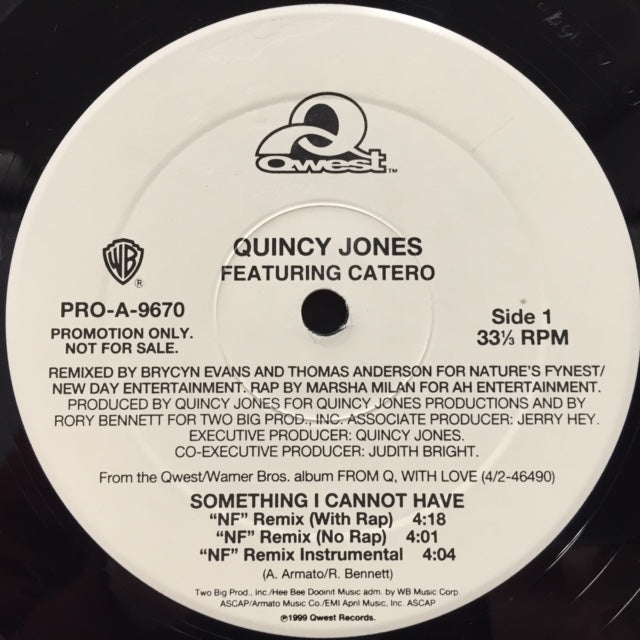 Qwest™
QUINCY JONES
FEATURING CATERO
WB®
PRO-A-9670
PROMOTION ONLY.
NOT FOR SALE.
Side 1
33⅓ RPM
REMIXED BY BRYCYN EVANS AND THOMAS ANDERSØN FOR NATURE'S FYNEST/
NEW DAY ENTERTAINMENT. RAP BY MARSHA MILAN FOR AH ENTERTAINMENT.
PRODUCED BY QUINCY JONES FOR QUINCY JONES PRODUCTIONS AND BY
RORY BENNETT FOR TWO BIG PROD., INC. ASSOCIATE PRODUCER: JERRY HEY.
EXECUTIVE PRODUCER: QUINCY JONES.
CO-EXECUTIVE PRODUCER: JUDITH BRIGHT.
From the Qwest/Warner Bros. album FROM Q, WITH LOVE (4/2-46490)
SOMETHING I CANNOT HAVE
"NF" Remix (With Rap) 4:18
"NF" Remix (No Rap) 4:01
"NF" Remix Instrumental 4:04
(A. Armato/R. Bennett)
Two Big Prod., Inc./Hee Bee Dooinit Music adm. by WB Music Corp.
ASCAP/Armato Music Co./EMI April Music, Inc. ASCAP
℗©1999 Qwest Records.